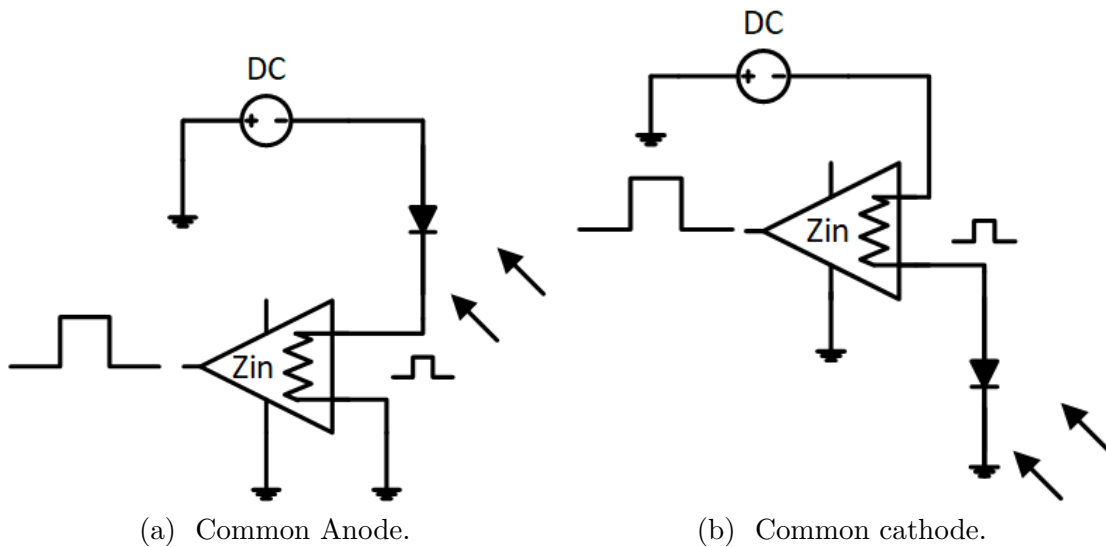 DC
+ -
Zin
(a) Common Anode.
DC
+ -
Zin
(b) Common cathode.